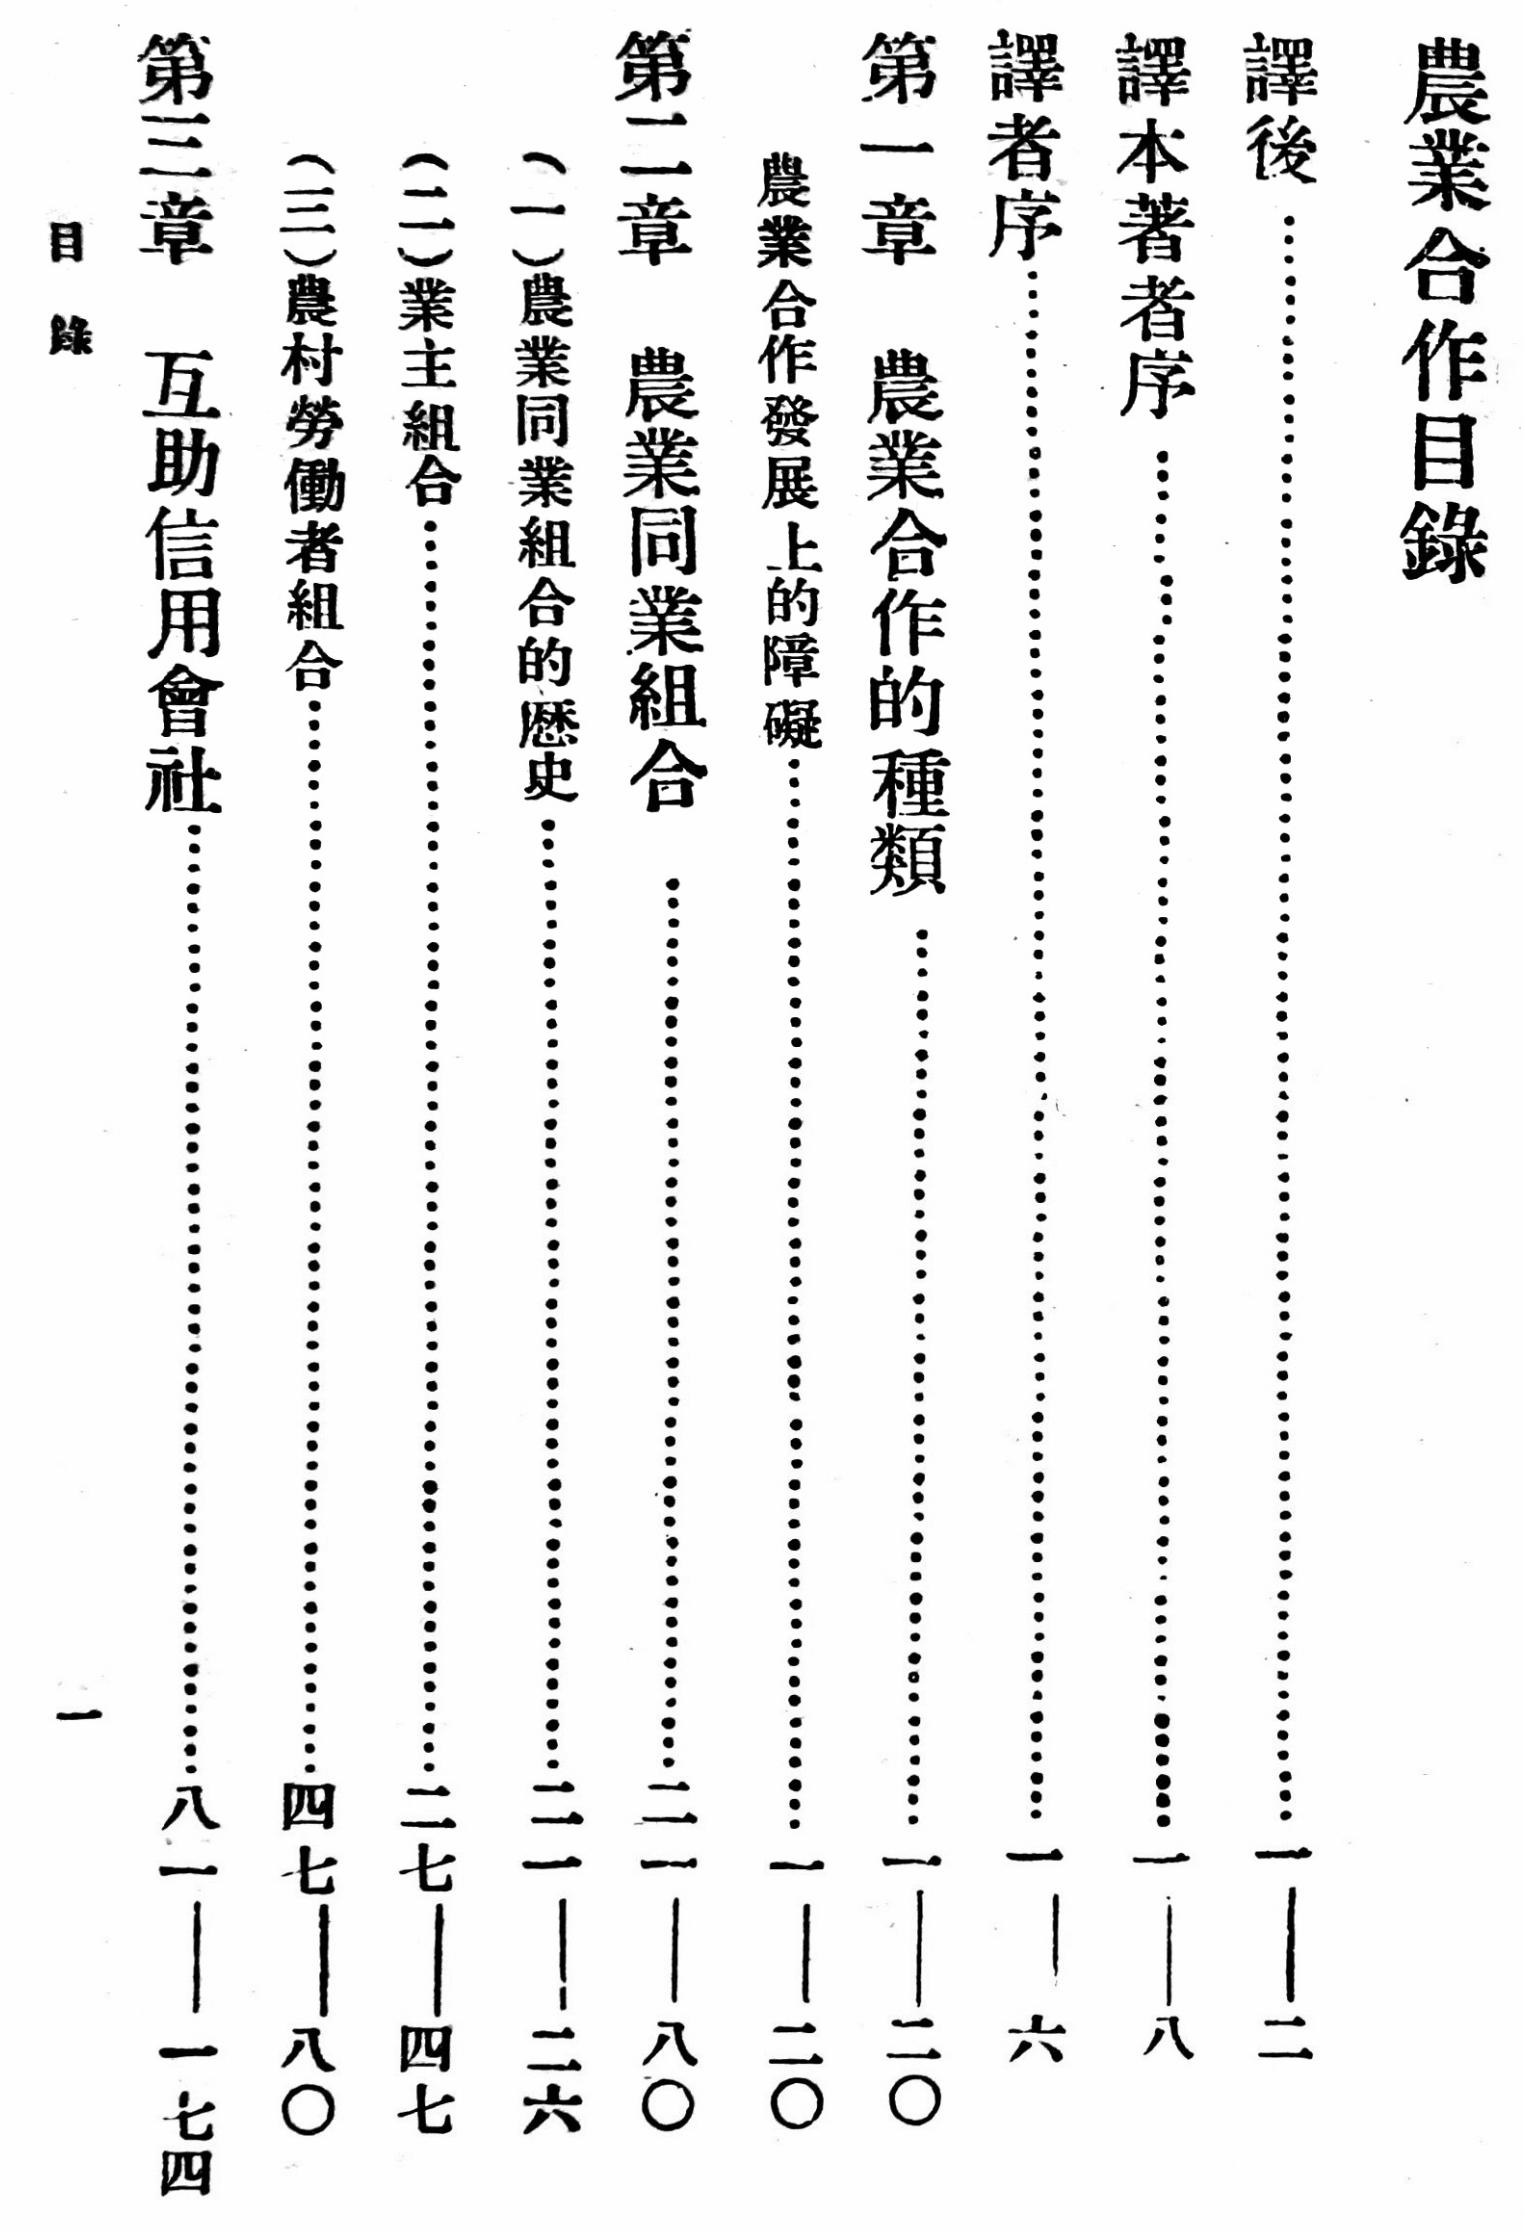 農業合作目錄
譯後……一——二
譯本著者序……一——八
譯者序……一——六
第一章　農業合作的種類……一——二〇
農業合作發展上的障礙……一——二〇
第二章　農業同業組合……二一——八〇
（一）農業同業組合的歷史……二一——二六
（二）業主組合……二七——四七
（三）農村勞働者組合……四七——八〇
第三章　互助信用會社……八一——一七四
目錄　一